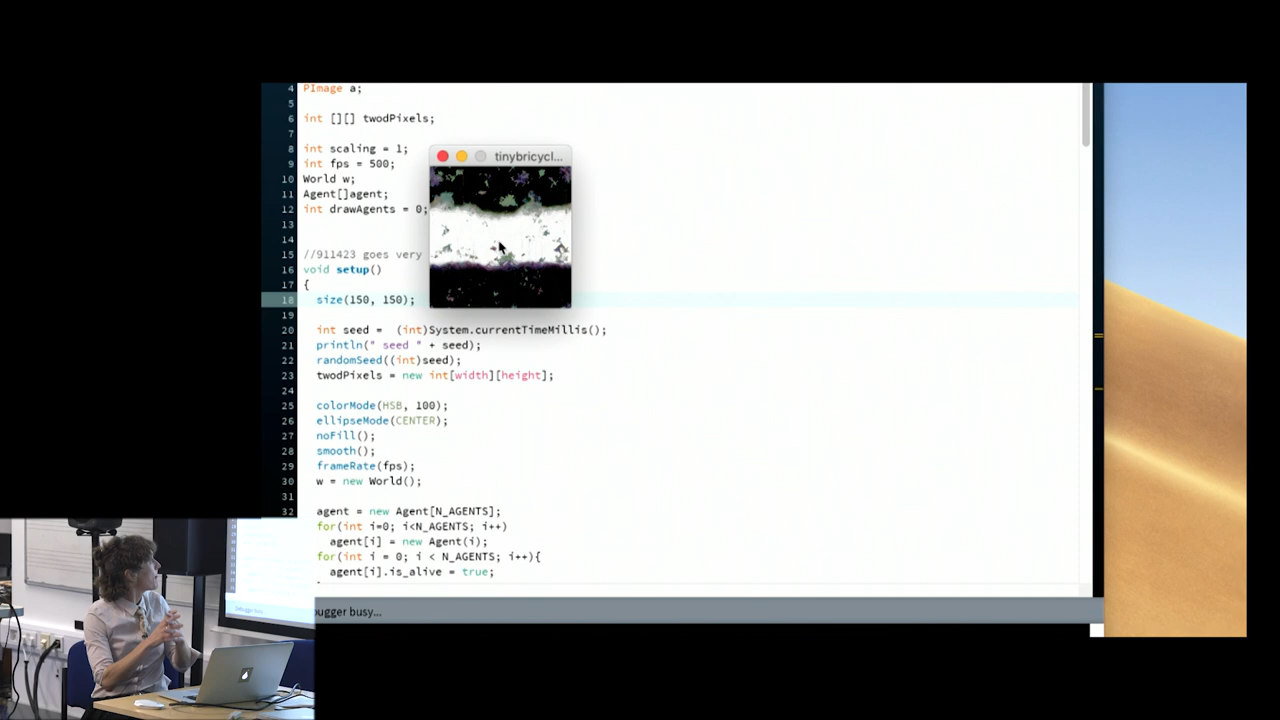 4 PImage a;
5
6 int [][] twodPixels;
7
8 int scaling = 1;
9 int fps = 500;
10 World w;
11 Agent[]agent;
12 int drawAgents = 0;
13
14
15 //911423 goes very
16 void setup()
17 {
18 size(150, 150);
19
20 int seed =  (int)System.currentTimeMillis();
21 println(" seed " + seed);
22 randomSeed((int)seed);
23 twodPixels = new int[width][height];
24
25 colorMode(HSB, 100);
26 ellipseMode(CENTER);
27 noFill();
28 smooth();
29 frameRate(fps);
30 w = new World();
31
32 agent = new Agent[N_AGENTS];
for(int i=0; i<N_AGENTS; i++)
agent[i] = new Agent(i);
for(int i = 0; i < N_AGENTS; i++){
agent[i].is_alive = true;
tinybricycl...
bugger busy...